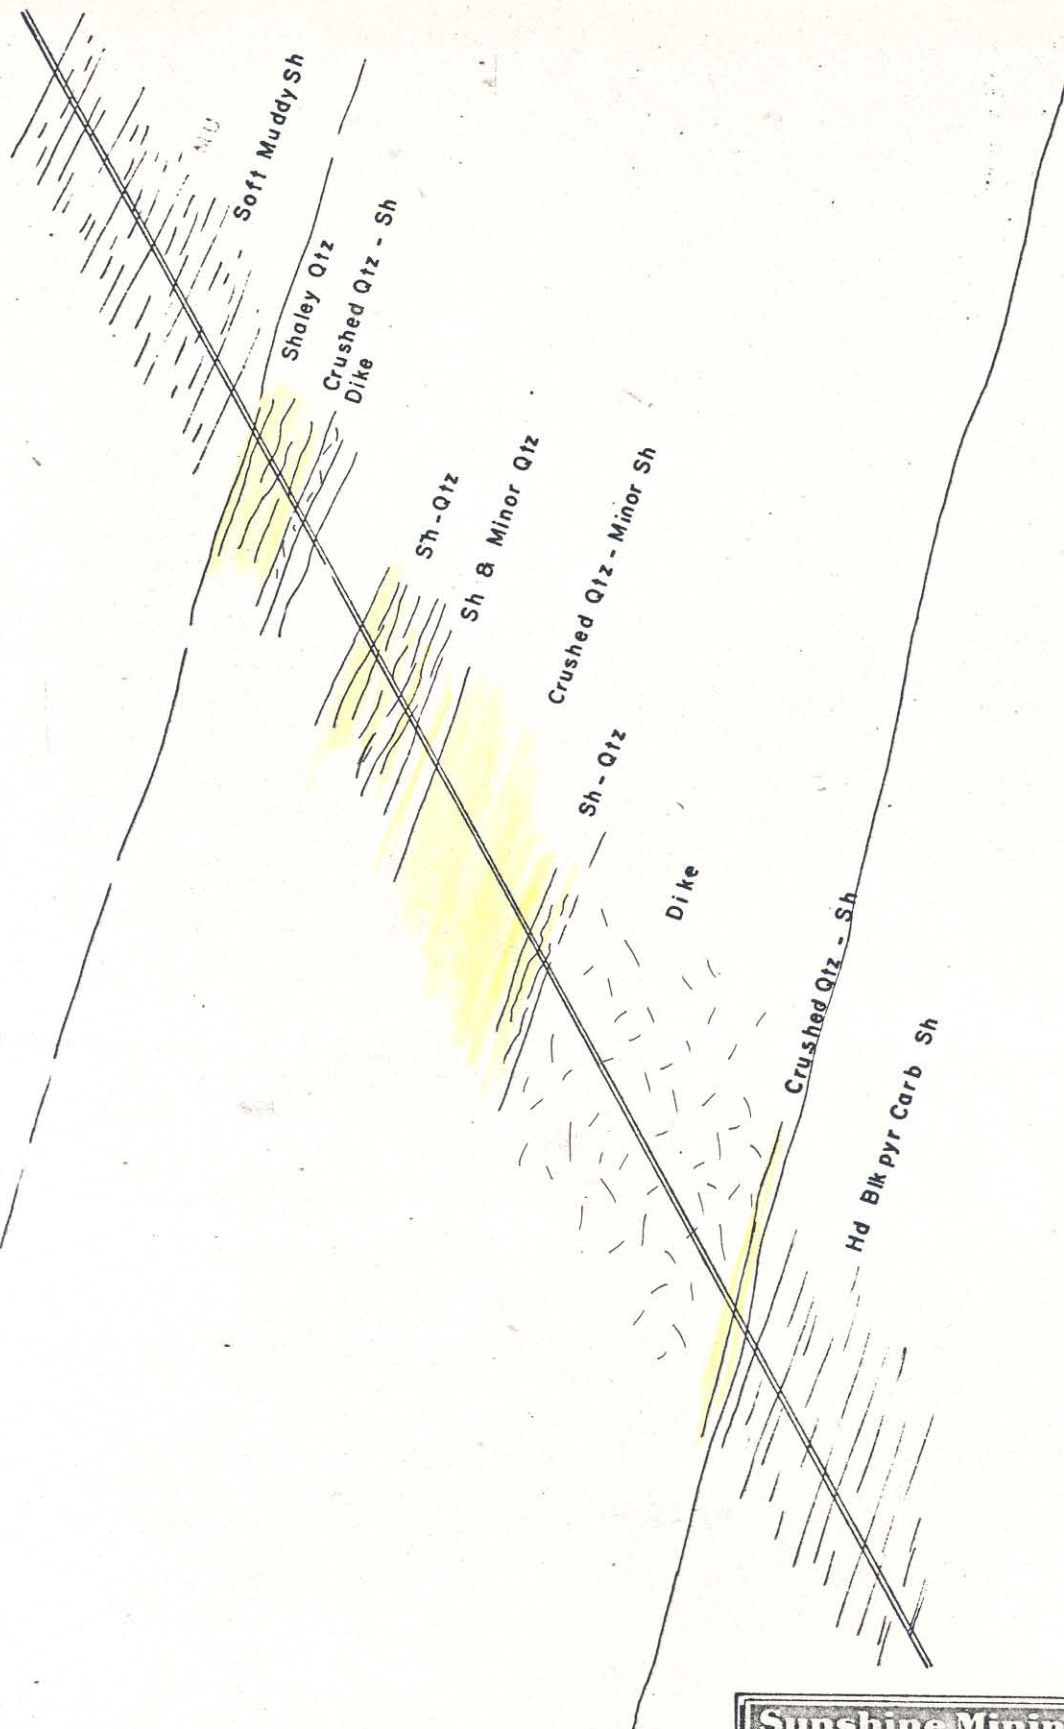 Soft Muddy Sh
Shaley Qtz
Crushed Qtz - Sh
Dike
Sh-Qtz
Sh & Minor Qtz
Crushed Qtz - Minor Sh
Sh-Qtz
Dike
Crushed Qtz - Sh
Hd Blk pyr Carb Sh
Sunshine